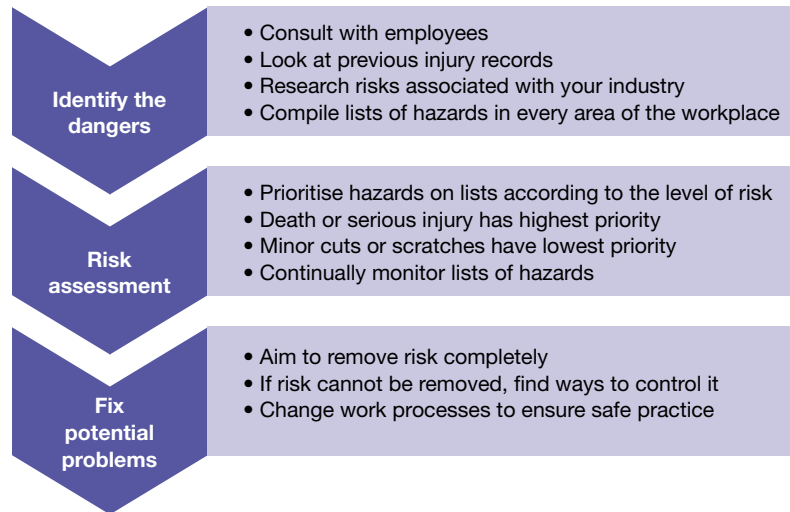 Identify the
dangers
• Consult with employees
• Look at previous injury records
• Research risks associated with your industry
• Compile lists of hazards in every area of the workplace
Risk
assessment
• Prioritise hazards on lists according to the level of risk
• Death or serious injury has highest priority
• Minor cuts or scratches have lowest priority
• Continually monitor lists of hazards
Fix
potential
problems
• Aim to remove risk completely
• If risk cannot be removed, find ways to control it
• Change work processes to ensure safe practice